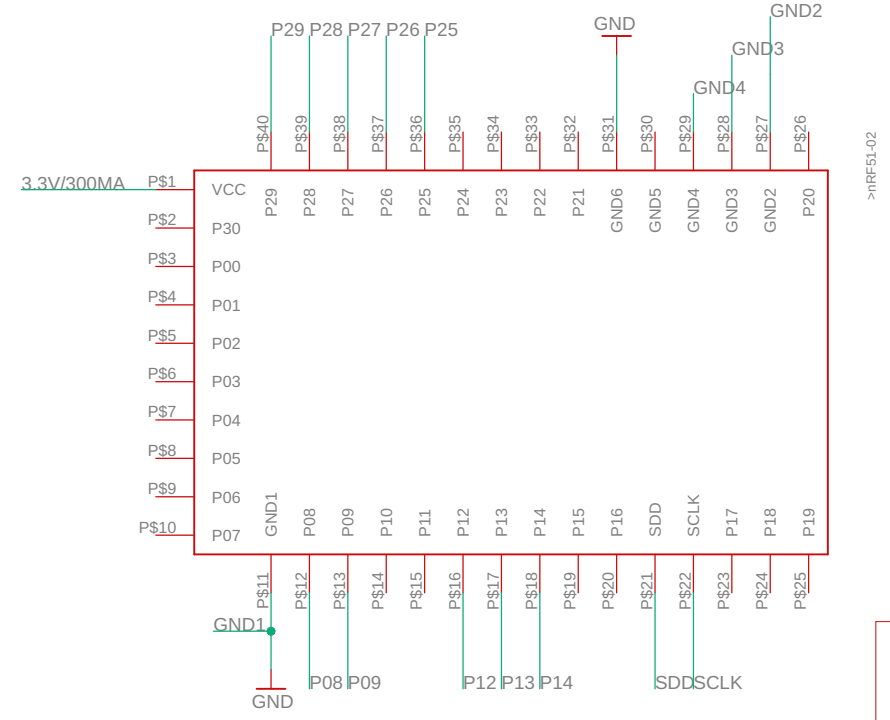 GND2
P29 P28 P27 P26 P25
GND
GND3
GND4
P$40 P$39 P$38 P$37 P$36 P$35 P$34 P$33 P$32 P$31 P$30 P$29 P$28 P$27 P$26
>nRF51-02
3.3V/300MA P$1 VCC
P29 P28 P27 P26 P25 P24 P23 P22 P21 GND6 GND5 GND4 GND3 GND2 P20
P$2 P30
P$3 P00
P$4 P01
P$5 P02
P$6 P03
P$7 P04
P$8 P05
P$9 P06
P$10 P07
GND1 P08 P09 P10 P11 P12 P13 P14 P15 P16 SDD SCLK P17 P18 P19
P$11 P$12 P$13 P$14 P$15 P$16 P$17 P$18 P$19 P$20 P$21 P$22 P$23 P$24 P$25
GND1
P08 P09 P12 P13 P14 SDD SCLK
GND